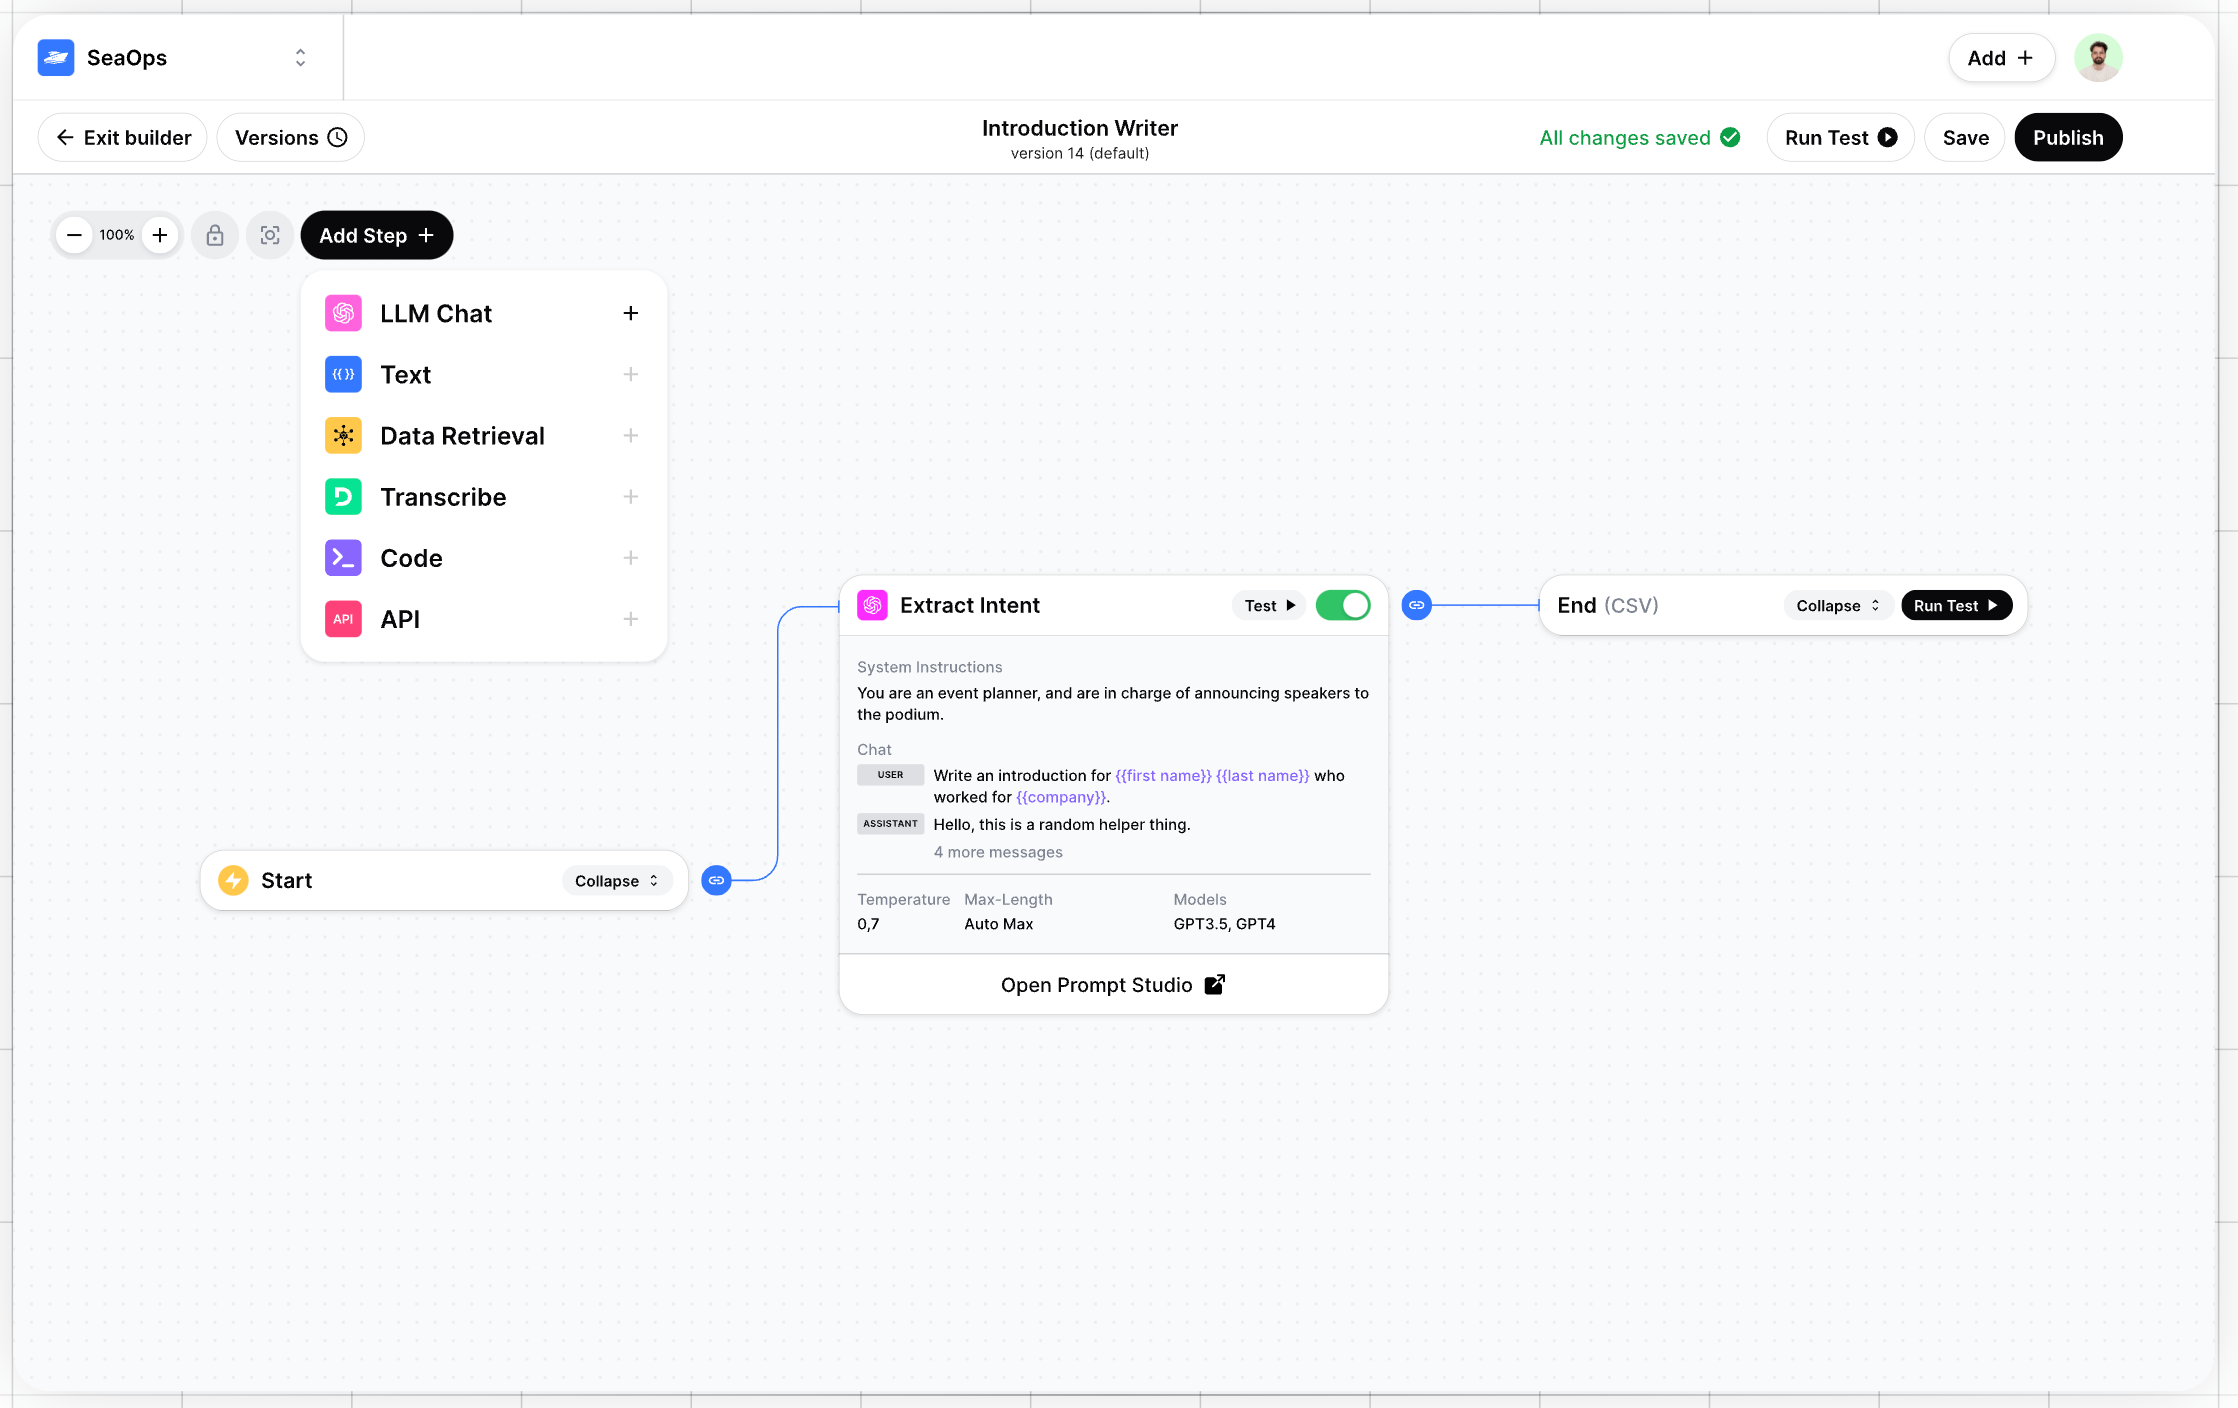 SeaOps
Add
Exit builder
Versions
Introduction Writer
version 14 (default)
All changes saved
Run Test
Save
Publish
100%
Add Step
LLM Chat
{{}} Text
Data Retrieval
Transcribe
Code
API API
Extract Intent
Test
System Instructions
You are an event planner, and are in charge of announcing speakers to
the podium.
Chat
USER Write an introduction for {{first name}} {{last name}} who
worked for {{company}}.
ASSISTANT Hello, this is a random helper thing.
4 more messages
Temperature Max-Length Models
0,7 Auto Max GPT3.5, GPT4
Open Prompt Studio
End (CSV)
Collapse
Run Test
Start
Collapse